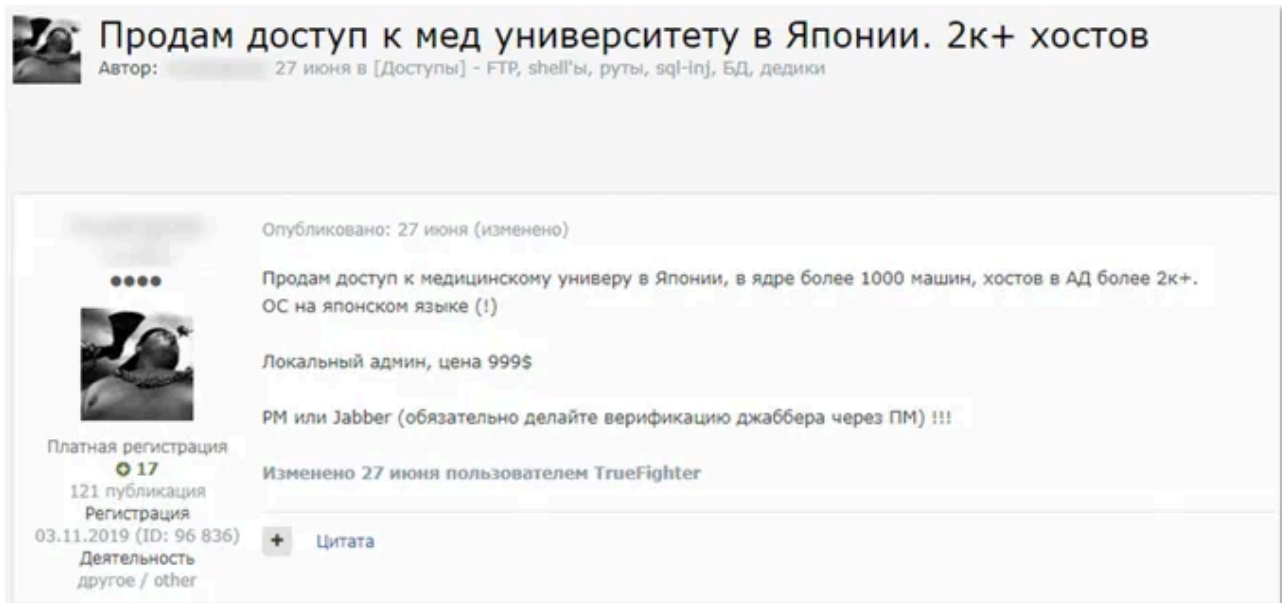 Продам доступ к мед университету в Японии. 2к+ хостов
Автор: 27 июня в [Доступы] - FTP, shell'ы, руты, sql-inj, БД, дедики
Опубликовано: 27 июня (изменено)
Продам доступ к медицинскому универу в Японии, в ядре более 1000 машин, хостов в АД более 2к+.
ОС на японском языке (!)
Локальный админ, цена 999$
PM или Jabber (обязательно делайте верификацию джаббера через ПМ) !!!
Изменено 27 июня пользователем TrueFighter
Платная регистрация
17
121 публикация
Регистрация
03.11.2019 (ID: 96 836)
Деятельность
другое / other
+ Цитата